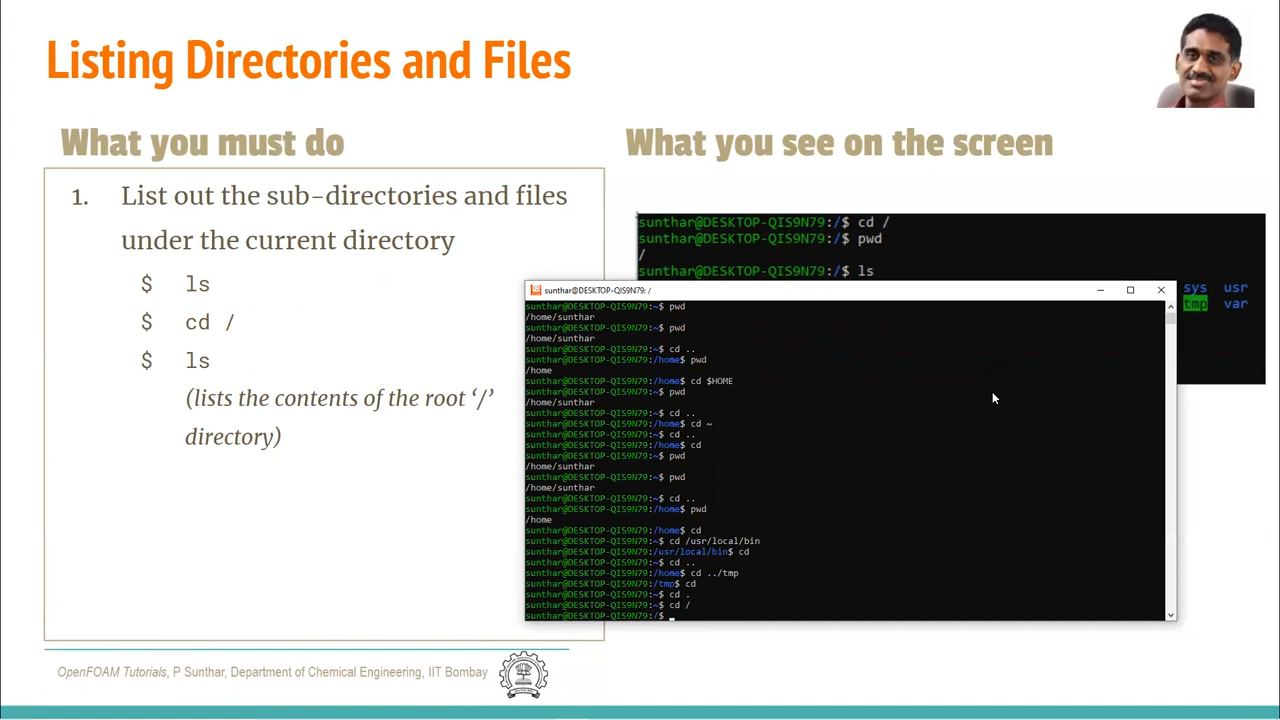 Listing Directories and Files
What you must do
1. List out the sub-directories and files
under the current directory
$ ls
$ cd /
$ ls
(lists the contents of the root ‘/’
directory)
What you see on the screen
sunthar@DESKTOP-QIS9N79:/$ cd /
sunthar@DESKTOP-QIS9N79:/$ pwd
/
sunthar@DESKTOP-QIS9N79:/$ ls
sys usr
tmp var
sunthar@DESKTOP-QIS9N79: /
sunthar@DESKTOP-QIS9N79:~$ pwd
/home/sunthar
sunthar@DESKTOP-QIS9N79:~$ pwd
/home/sunthar
sunthar@DESKTOP-QIS9N79:~$ cd ..
sunthar@DESKTOP-QIS9N79:/home$ pwd
/home
sunthar@DESKTOP-QIS9N79:/home$ cd $HOME
sunthar@DESKTOP-QIS9N79:~$ pwd
/home/sunthar
sunthar@DESKTOP-QIS9N79:~$ cd ..
sunthar@DESKTOP-QIS9N79:/home$ cd ~
sunthar@DESKTOP-QIS9N79:~$ cd ..
sunthar@DESKTOP-QIS9N79:/home$ cd
sunthar@DESKTOP-QIS9N79:~$ pwd
/home/sunthar
sunthar@DESKTOP-QIS9N79:~$ pwd
/home/sunthar
sunthar@DESKTOP-QIS9N79:~$ cd ..
sunthar@DESKTOP-QIS9N79:/home$ pwd
/home
sunthar@DESKTOP-QIS9N79:/home$ cd
sunthar@DESKTOP-QIS9N79:~$ cd /usr/local/bin
sunthar@DESKTOP-QIS9N79:/usr/local/bin$ cd
sunthar@DESKTOP-QIS9N79:~$ cd ..
sunthar@DESKTOP-QIS9N79:/home$ cd ../tmp
sunthar@DESKTOP-QIS9N79:/tmp$ cd
sunthar@DESKTOP-QIS9N79:~$ cd .
sunthar@DESKTOP-QIS9N79:~$ cd /
sunthar@DESKTOP-QIS9N79:/$
OpenFOAM Tutorials, P Sunthar, Department of Chemical Engineering, IIT Bombay